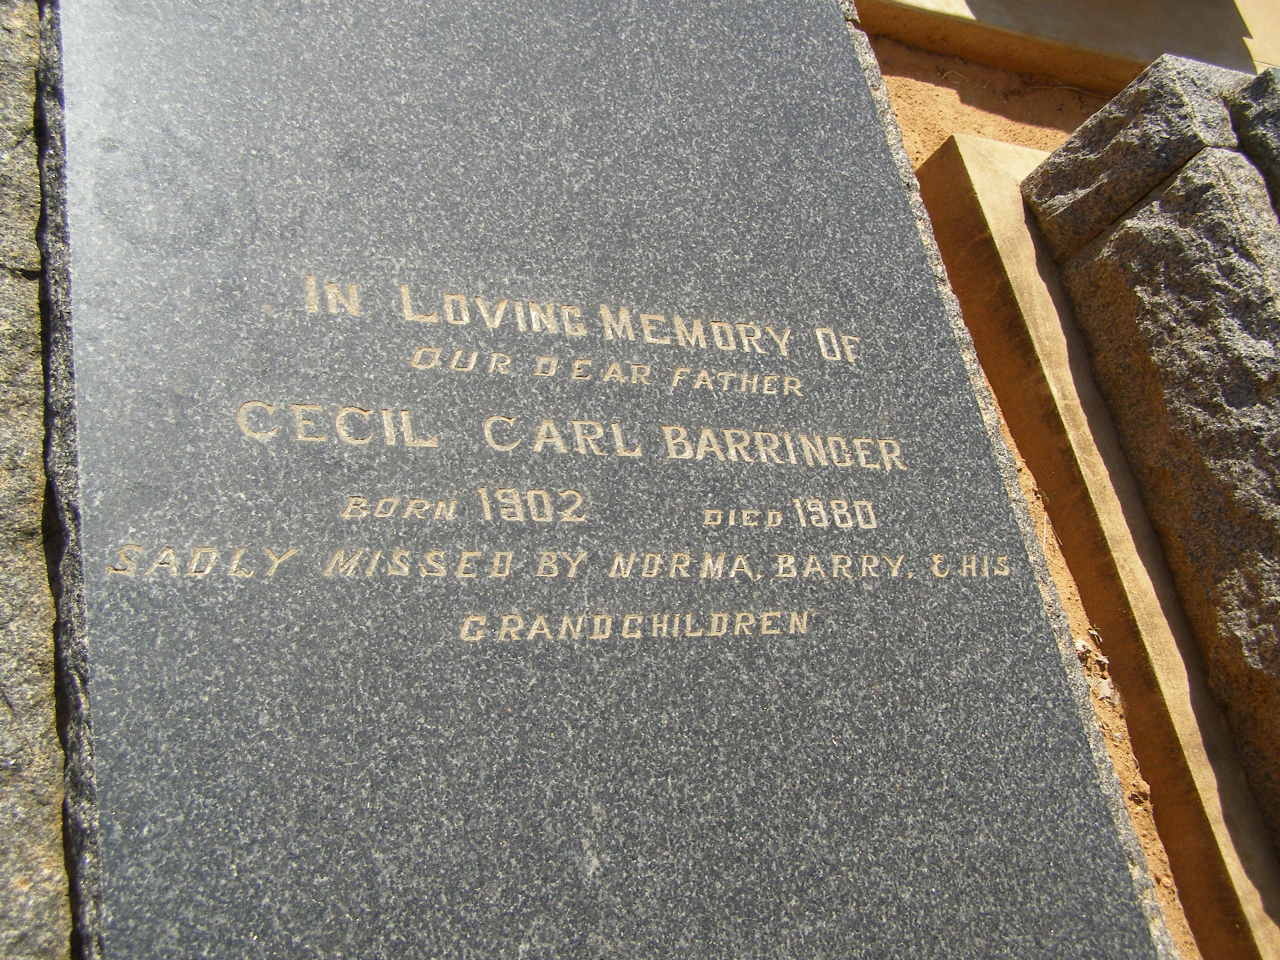 IN LOVING MEMORY OF
OUR DEAR FATHER
CECIL CARL BARRINGER
BORN 1902 DIED 1980
SADLY MISSED BY NORMA, BARRY, & HIS
GRANDCHILDREN